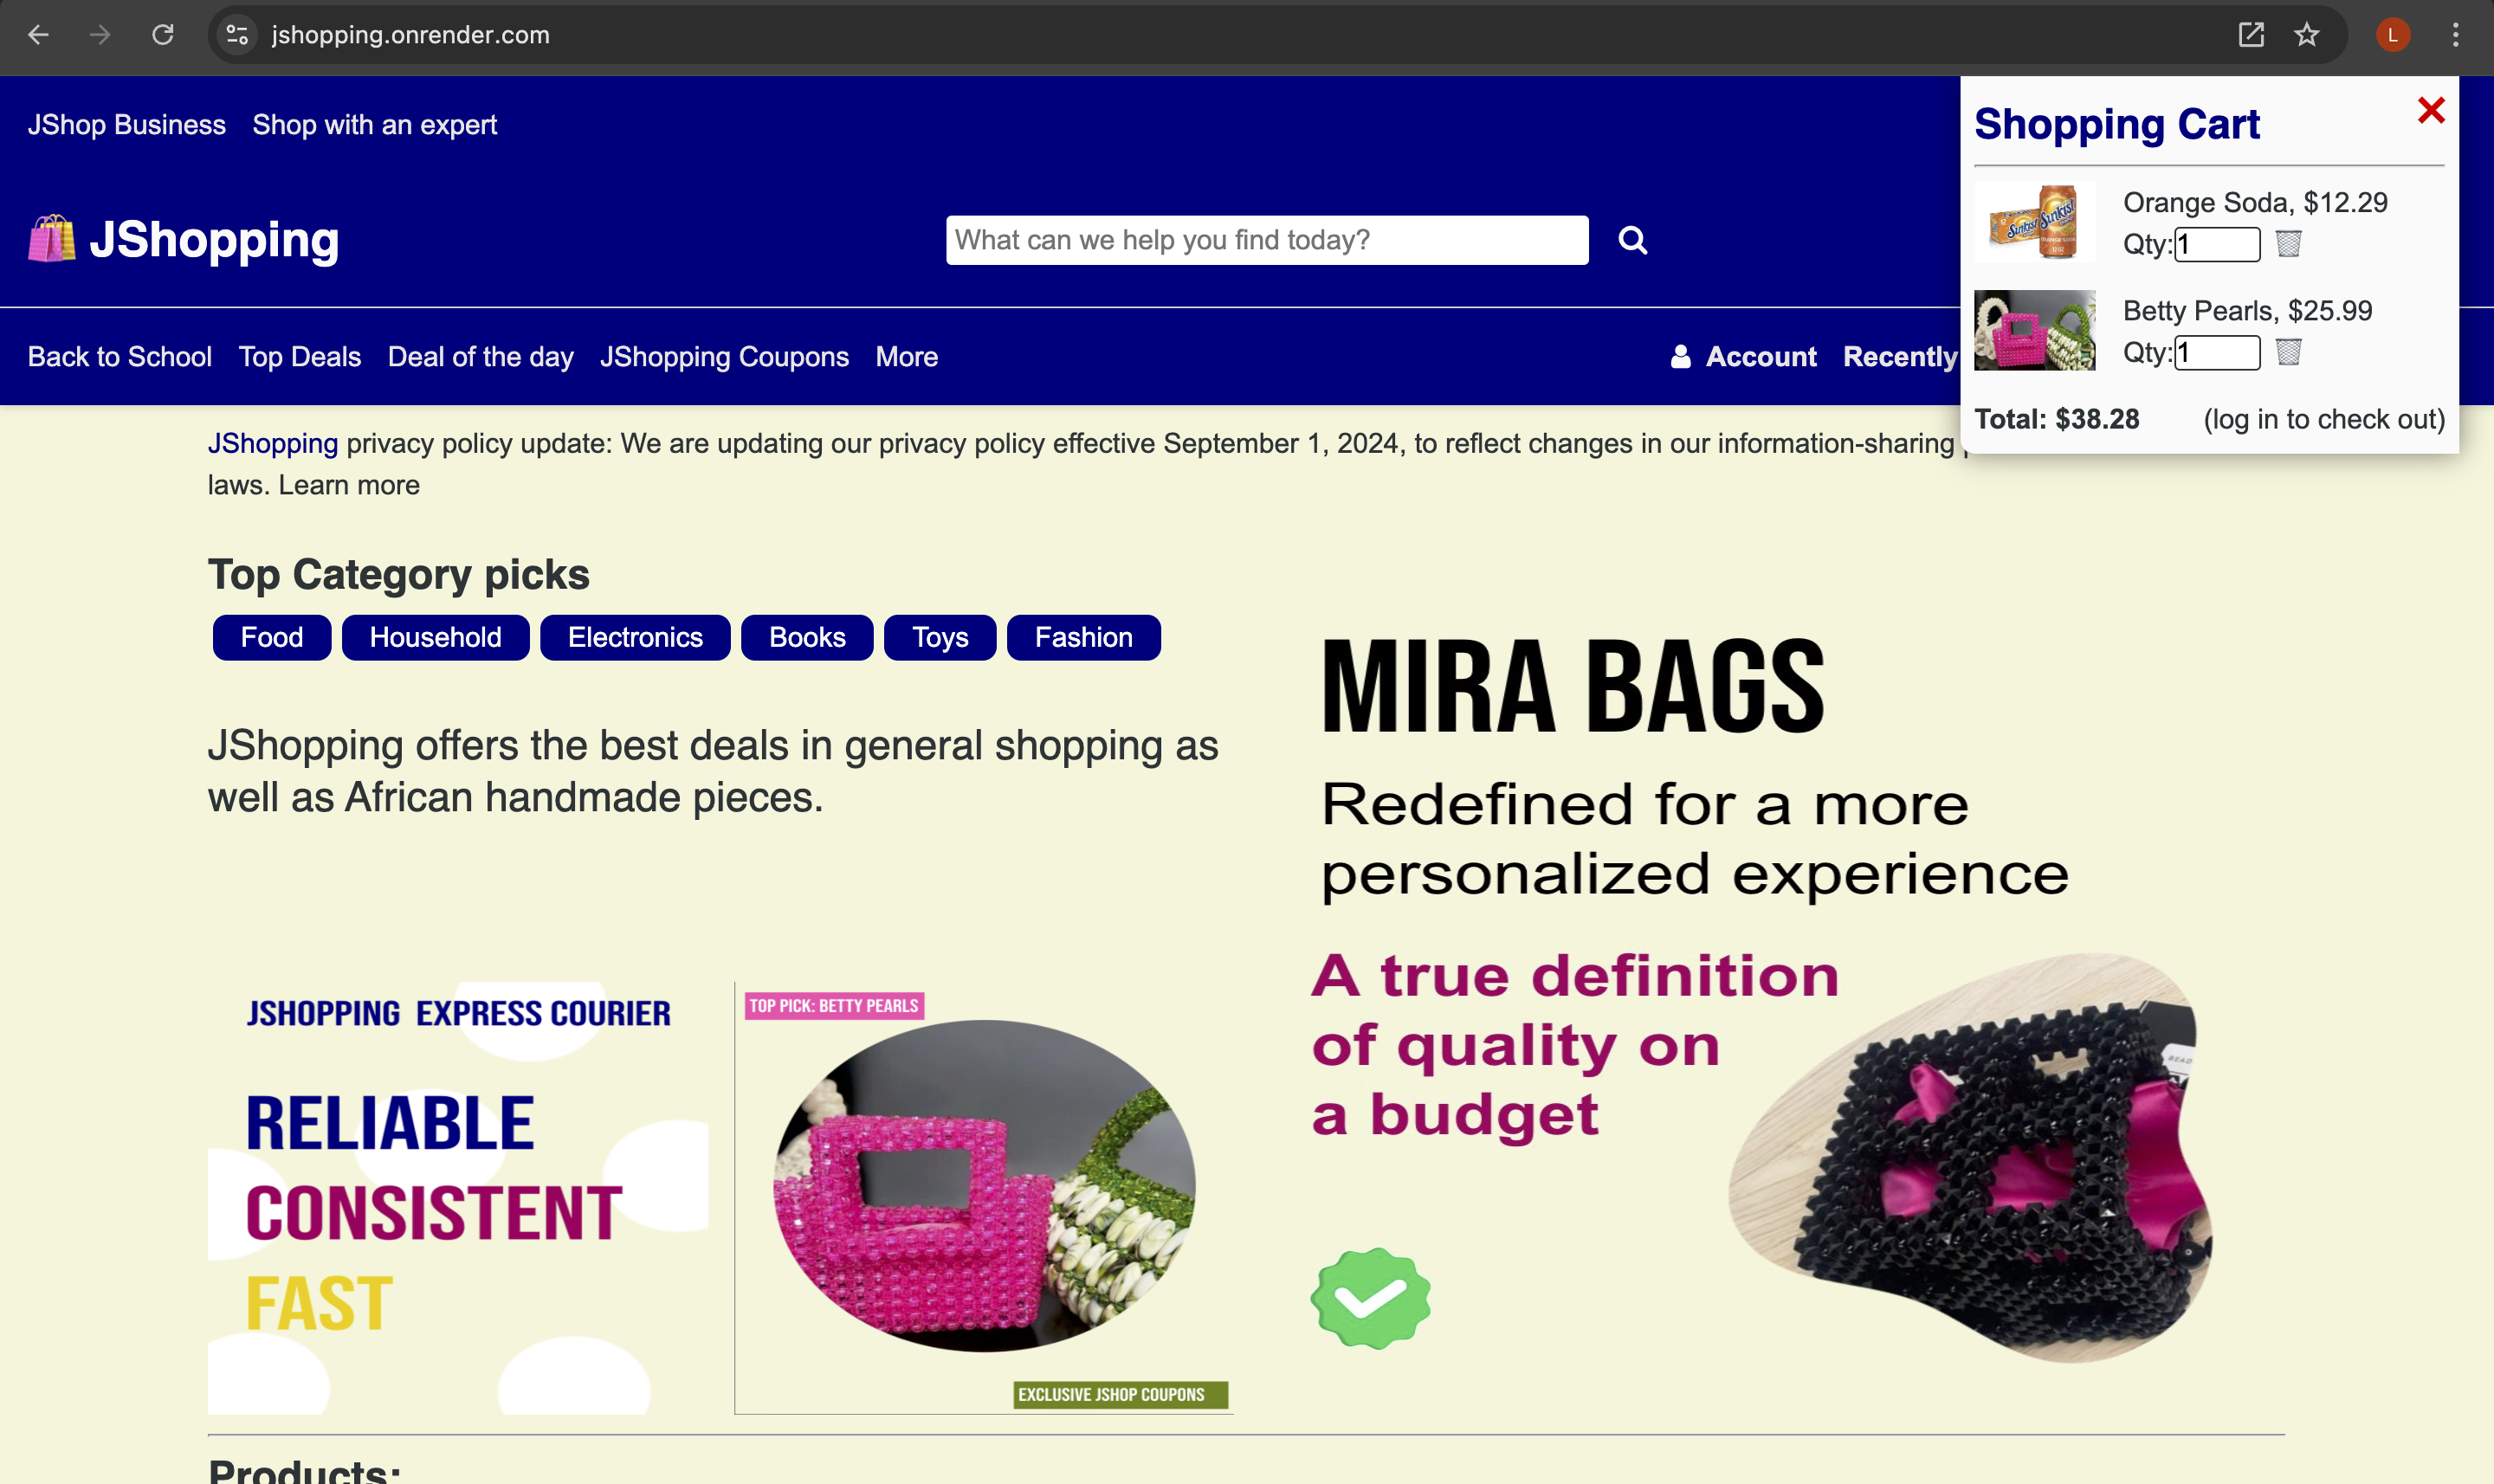 jshopping.onrender.com
L
JShop Business Shop with an expert
JShopping
What can we help you find today?
Back to School Top Deals Deal of the day JShopping Coupons More
Account Recently
Shopping Cart
Orange Soda, $12.29
Qty: 1
Betty Pearls, $25.99
Qty: 1
Total: $38.28 (log in to check out)
JShopping privacy policy update: We are updating our privacy policy effective September 1, 2024, to reflect changes in our information-sharing
laws. Learn more
Top Category picks
Food Household Electronics Books Toys Fashion
JShopping offers the best deals in general shopping as
well as African handmade pieces.
JSHOPPING EXPRESS COURIER
RELIABLE
CONSISTENT
FAST
TOP PICK: BETTY PEARLS
EXCLUSIVE JSHOP COUPONS
MIRA BAGS
Redefined for a more
personalized experience
A true definition
of quality on
a budget
Products: